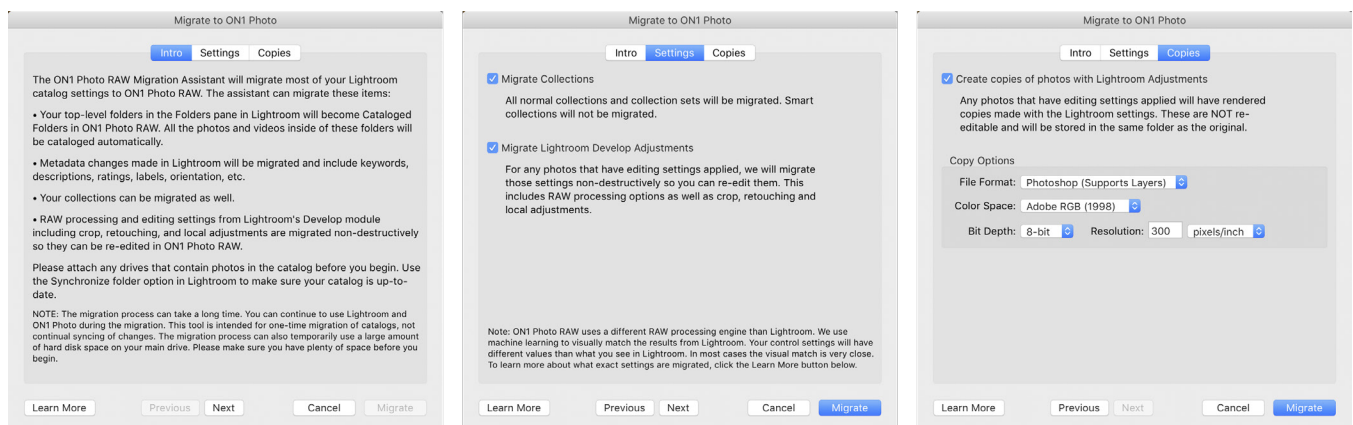 Migrate to ON1 Photo
Intro Settings Copies
The ON1 Photo RAW Migration Assistant will migrate most of your Lightroom
catalog settings to ON1 Photo RAW. The assistant can migrate these items:
• Your top-level folders in the Folders pane in Lightroom will become Cataloged
Folders in ON1 Photo RAW. All the photos and videos inside of these folders will
be cataloged automatically.
• Metadata changes made in Lightroom will be migrated and include keywords,
descriptions, ratings, labels, orientation, etc.
• Your collections can be migrated as well.
• RAW processing and editing settings from Lightroom's Develop module
including crop, retouching, and local adjustments are migrated non-destructively
so they can be re-edited in ON1 Photo RAW.
Please attach any drives that contain photos in the catalog before you begin. Use
the Synchronize folder option in Lightroom to make sure your catalog is up-to-
date.
NOTE: The migration process can take a long time. You can continue to use Lightroom and
ON1 Photo during the migration. This tool is intended for one-time migration of catalogs, not
continual syncing of changes. The migration process can also temporarily use a large amount
of hard disk space on your main drive. Please make sure you have plenty of space before you
begin.
Learn More Previous Next Cancel Migrate
Migrate to ON1 Photo
Intro Settings Copies
Migrate Collections
All normal collections and collection sets will be migrated. Smart
collections will not be migrated.
Migrate Lightroom Develop Adjustments
For any photos that have editing settings applied, we will migrate
those settings non-destructively so you can re-edit them. This
includes RAW processing options as well as crop, retouching and
local adjustments.
Note: ON1 Photo RAW uses a different RAW processing engine than Lightroom. We use
machine learning to visually match the results from Lightroom. Your control settings will have
different values than what you see in Lightroom. In most cases the visual match is very close.
To learn more about what exact settings are migrated, click the Learn More button below.
Learn More Previous Next Cancel Migrate
Migrate to ON1 Photo
Intro Settings Copies
Create copies of photos with Lightroom Adjustments
Any photos that have editing settings applied will have rendered
copies made with the Lightroom settings. These are NOT re-
editable and will be stored in the same folder as the original.
Copy Options
File Format: Photoshop (Supports Layers)
Color Space: Adobe RGB (1998)
Bit Depth: 8-bit Resolution: 300 pixels/inch
Learn More Previous Next Cancel Migrate